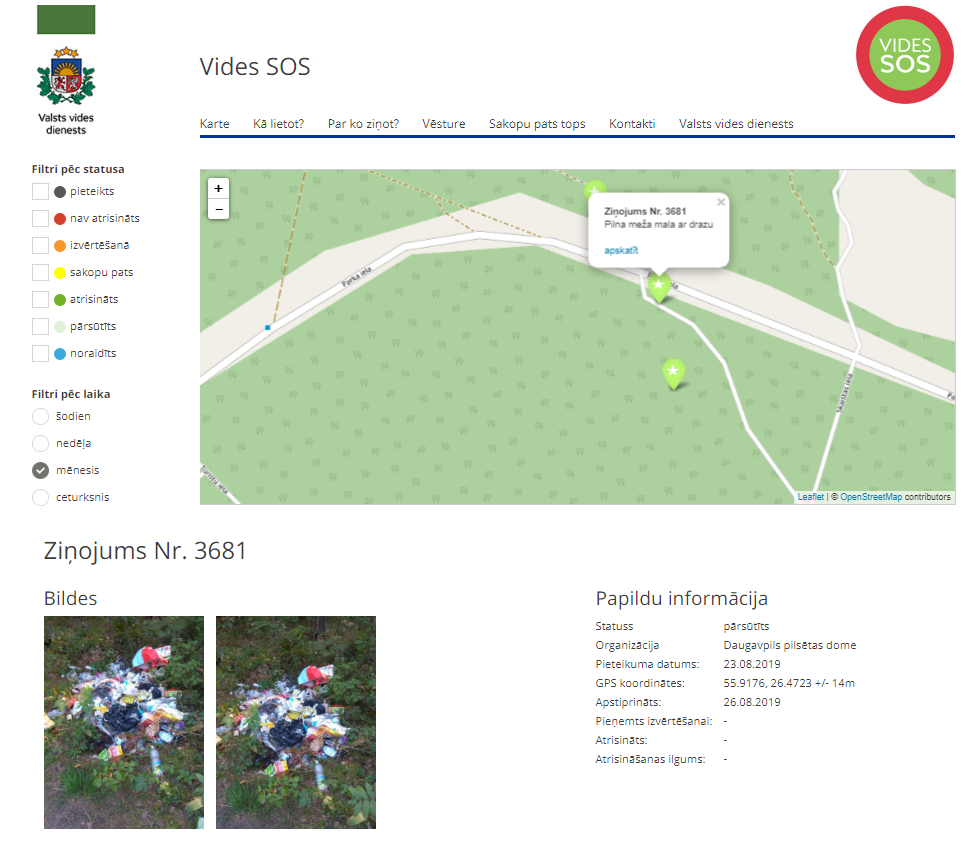 Valsts vides
dienests
Vides SOS
VIDES
SOS
Karte
Kā lietot?
Par ko ziņot?
Vēsture
Sakopu pats tops
Kontakti
Valsts vides dienests
Filtri pēc statusa
pieteikts
nav atrisināts
izvērtēšanā
sakopu pats
atrisināts
pārsūtīts
noraidīts
Filtri pēc laika
šodien
nedēļa
mēnesis
ceturksnis
+
−
Ziņojums Nr. 3681
Pilna meža mala ar drazu
apskatīt
×
Parka iela
Skaistas iela
Tūristu iela
Leaflet | © OpenStreetMap contributors
Ziņojums Nr. 3681
Bildes
Papildu informācija
Statuss pārsūtīts
Organizācija Daugavpils pilsētas dome
Pieteikuma datums: 23.08.2019
GPS koordinātes: 55.9176, 26.4723 +/- 14m
Apstiprināts: 26.08.2019
Pieņemts izvērtēšanai: -
Atrisināts: -
Atrisināšanas ilgums: -